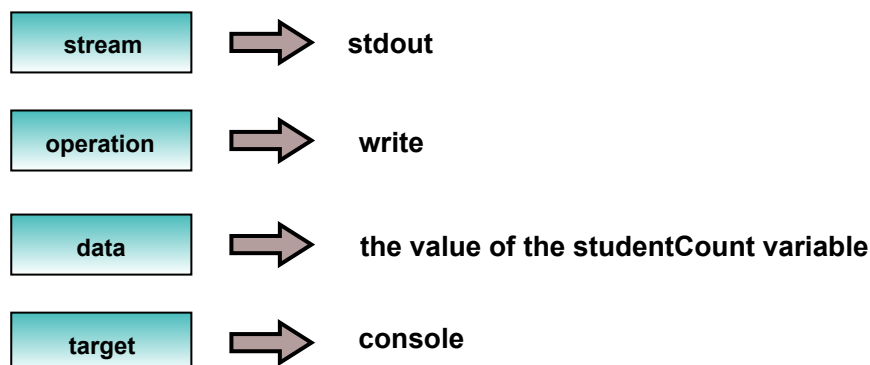 stream stdout
operation write
data the value of the studentCount variable
target console